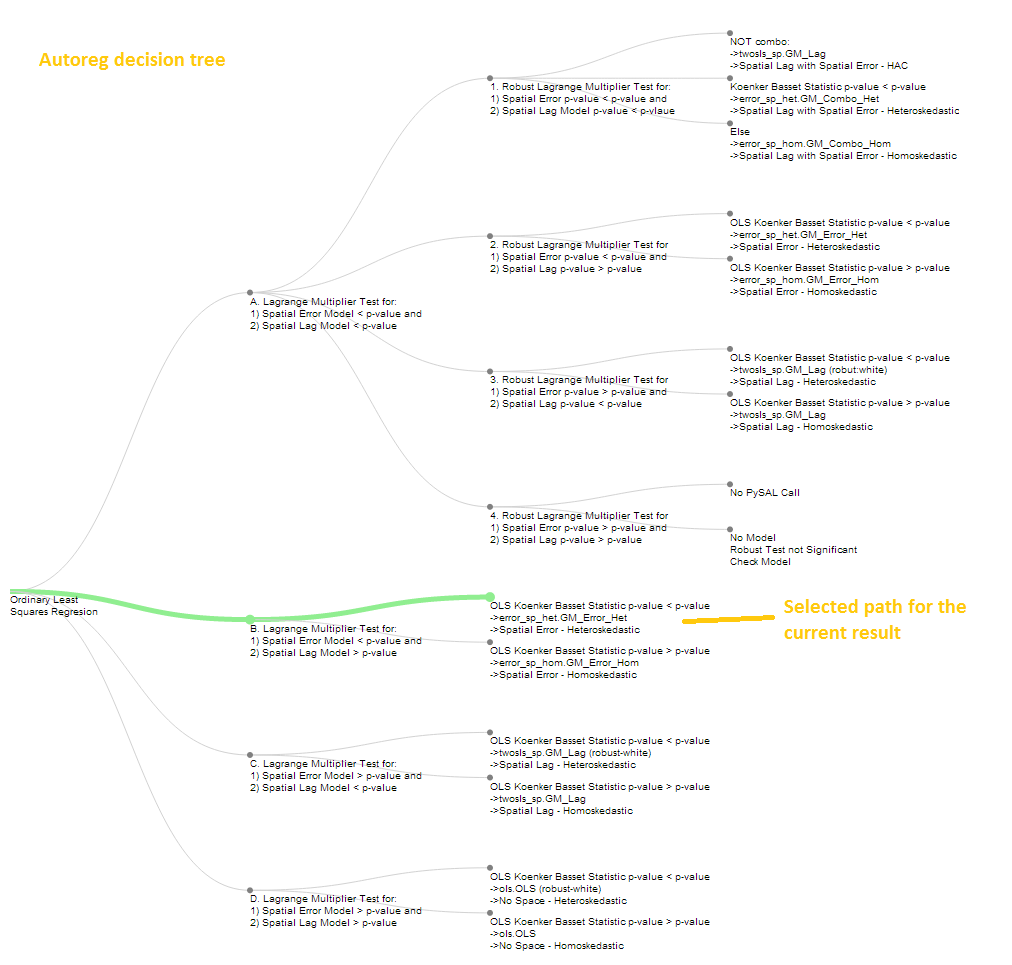 Autoreg decision tree
NOT combo:
->twosls_sp.GM_Lag
->Spatial Lag with Spatial Error - HAC
1. Robust Lagrange Multiplier Test for:
1) Spatial Error p-value < p-value and
2) Spatial Lag Model p-value < p-vlaue
Koenker Basset Statistic p-value < p-value
->error_sp_het.GM_Combo_Het
->Spatial Lag with Spatial Error - Heteroskedastic
Else
->error_sp_hom.GM_Combo_Hom
->Spatial Lag with Spatial Error - Homoskedastic
OLS Koenker Basset Statistic p-value < p-value
->error_sp_het.GM_Error_Het
->Spatial Error - Heteroskedastic
2. Robust Lagrange Multiplier Test for
1) Spatial Error p-value < p-value and
2) Spatial Lag p-value > p-value
OLS Koenker Basset Statistic p-value > p-value
->error_sp_hom.GM_Error_Hom
->Spatial Error - Homoskedastic
A. Lagrange Multiplier Test for:
1) Spatial Error Model < p-value and
2) Spatial Lag Model < p-value
OLS Koenker Basset Statistic p-value < p-value
->twosls_sp.GM_Lag (robut:white)
->Spatial Lag - Heteroskedastic
3. Robust Lagrange Multiplier Test for
1) Spatial Error p-value > p-value and
2) Spatial Lag p-value < p-value
OLS Koenker Basset Statistic p-value > p-value
->twosls_sp.GM_Lag
->Spatial Lag - Homoskedastic
No PySAL Call
4. Robust Lagrange Multiplier Test for
1) Spatial Error p-value > p-value and
2) Spatial Lag p-value > p-value
No Model
Robust Test not Significant
Check Model
Ordinary Least
Squares Regresion
OLS Koenker Basset Statistic p-value < p-value
->error_sp_het.GM_Error_Het
->Spatial Error - Heteroskedastic
Selected path for the
current result
B. Lagrange Multiplier Test for:
1) Spatial Error Model < p-value and
2) Spatial Lag Model > p-value
OLS Koenker Basset Statistic p-value > p-value
->error_sp_hom.GM_Error_Hom
->Spatial Error - Homoskedastic
OLS Koenker Basset Statistic p-value < p-value
->twosls_sp.GM_Lag (robust-white)
->Spatial Lag - Heteroskedastic
C. Lagrange Multiplier Test for:
1) Spatial Error Model > p-value and
2) Spatial Lag Model < p-value
OLS Koenker Basset Statistic p-value > p-value
->twosls_sp.GM_Lag
->Spatial Lag - Homoskedastic
OLS Koenker Basset Statistic p-value < p-value
->ols.OLS (robust-white)
->No Space - Heteroskedastic
D. Lagrange Multiplier Test for:
1) Spatial Error Model > p-value and
2) Spatial Lag Model > p-value
OLS Koenker Basset Statistic p-value > p-value
->ols.OLS
->No Space - Homoskedastic